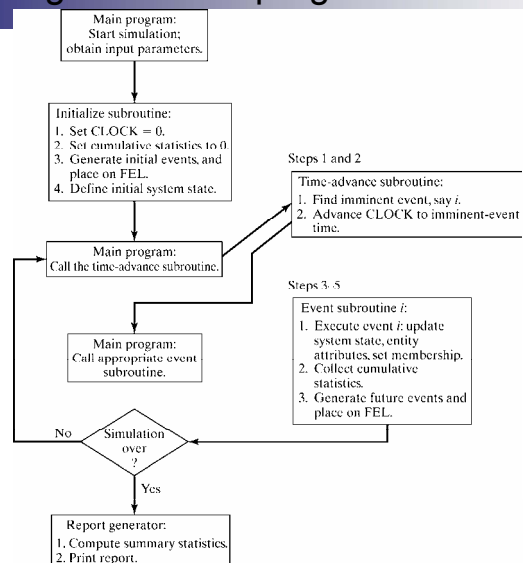 Main program:
Start simulation;
obtain input parameters.
Initialize subroutine:
1. Set CLOCK = 0.
2. Set cumulative statistics to 0.
3. Generate initial events, and
place on FEL.
4. Define initial system state.
Steps 1 and 2
Time-advance subroutine:
1. Find imminent event, say i.
2. Advance CLOCK to imminent-event
time.
Main program:
Call the time-advance subroutine.
Steps 3-5
Event subroutine i:
1. Execute event i: update
system state, entity
attributes, set membership.
2. Collect cumulative
statistics.
3. Generate future events and
place on FEL.
Main program:
Call appropriate event
subroutine.
No
Simulation
over
?
Yes
Report generator:
1. Compute summary statistics.
2. Print report.